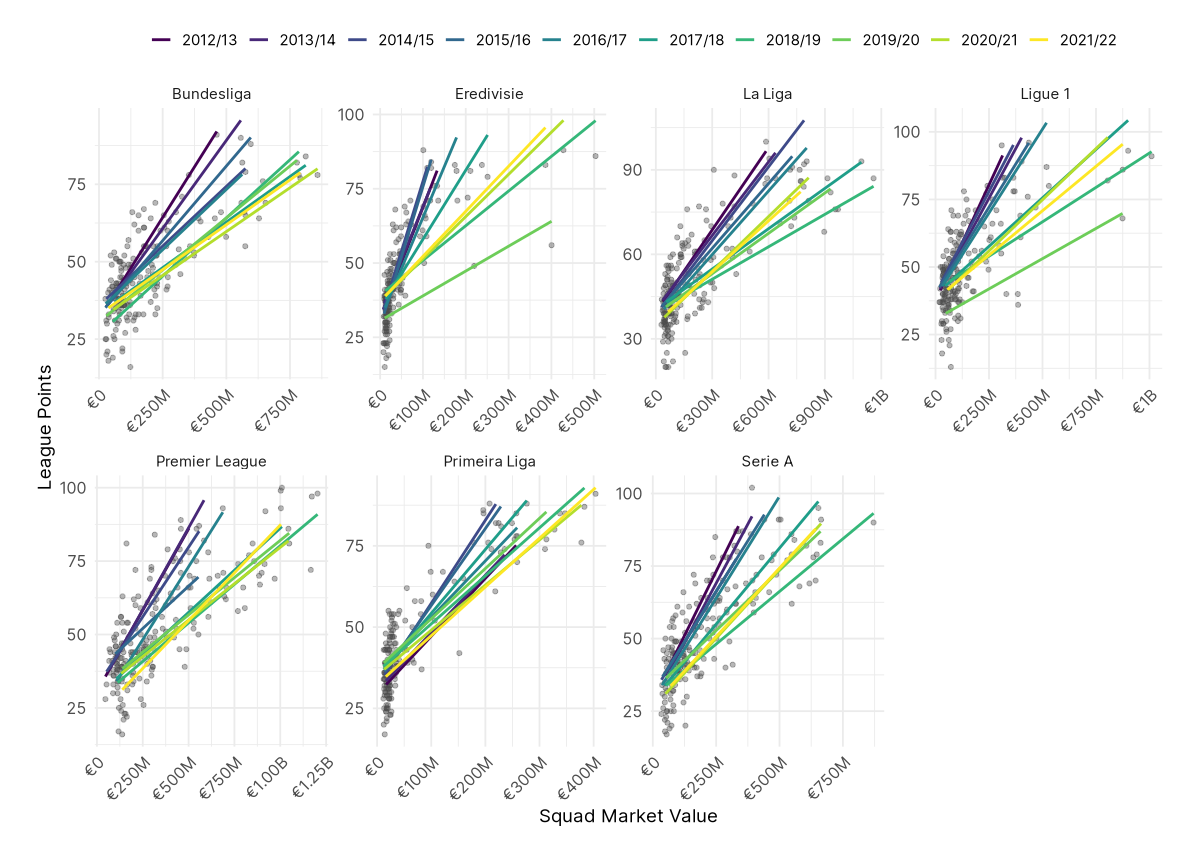 2012/13 2013/14 2014/15 2015/16 2016/17 2017/18 2018/19 2019/20 2020/21 2021/22
Bundesliga Eredivisie La Liga Ligue 1
75
50
25
100
75
50
25
90
60
30
100
75
50
25
€0 €250M €500M €750M
€0 €100M €200M €300M €400M €500M
€0 €300M €600M €900M €1B
€0 €250M €500M €750M €1B
League Points
Premier League Primeira Liga Serie A
100
75
50
25
75
50
25
100
75
50
25
€0 €250M €500M €750M €1.00B €1.25B
€0 €100M €200M €300M €400M
€0 €250M €500M €750M
Squad Market Value